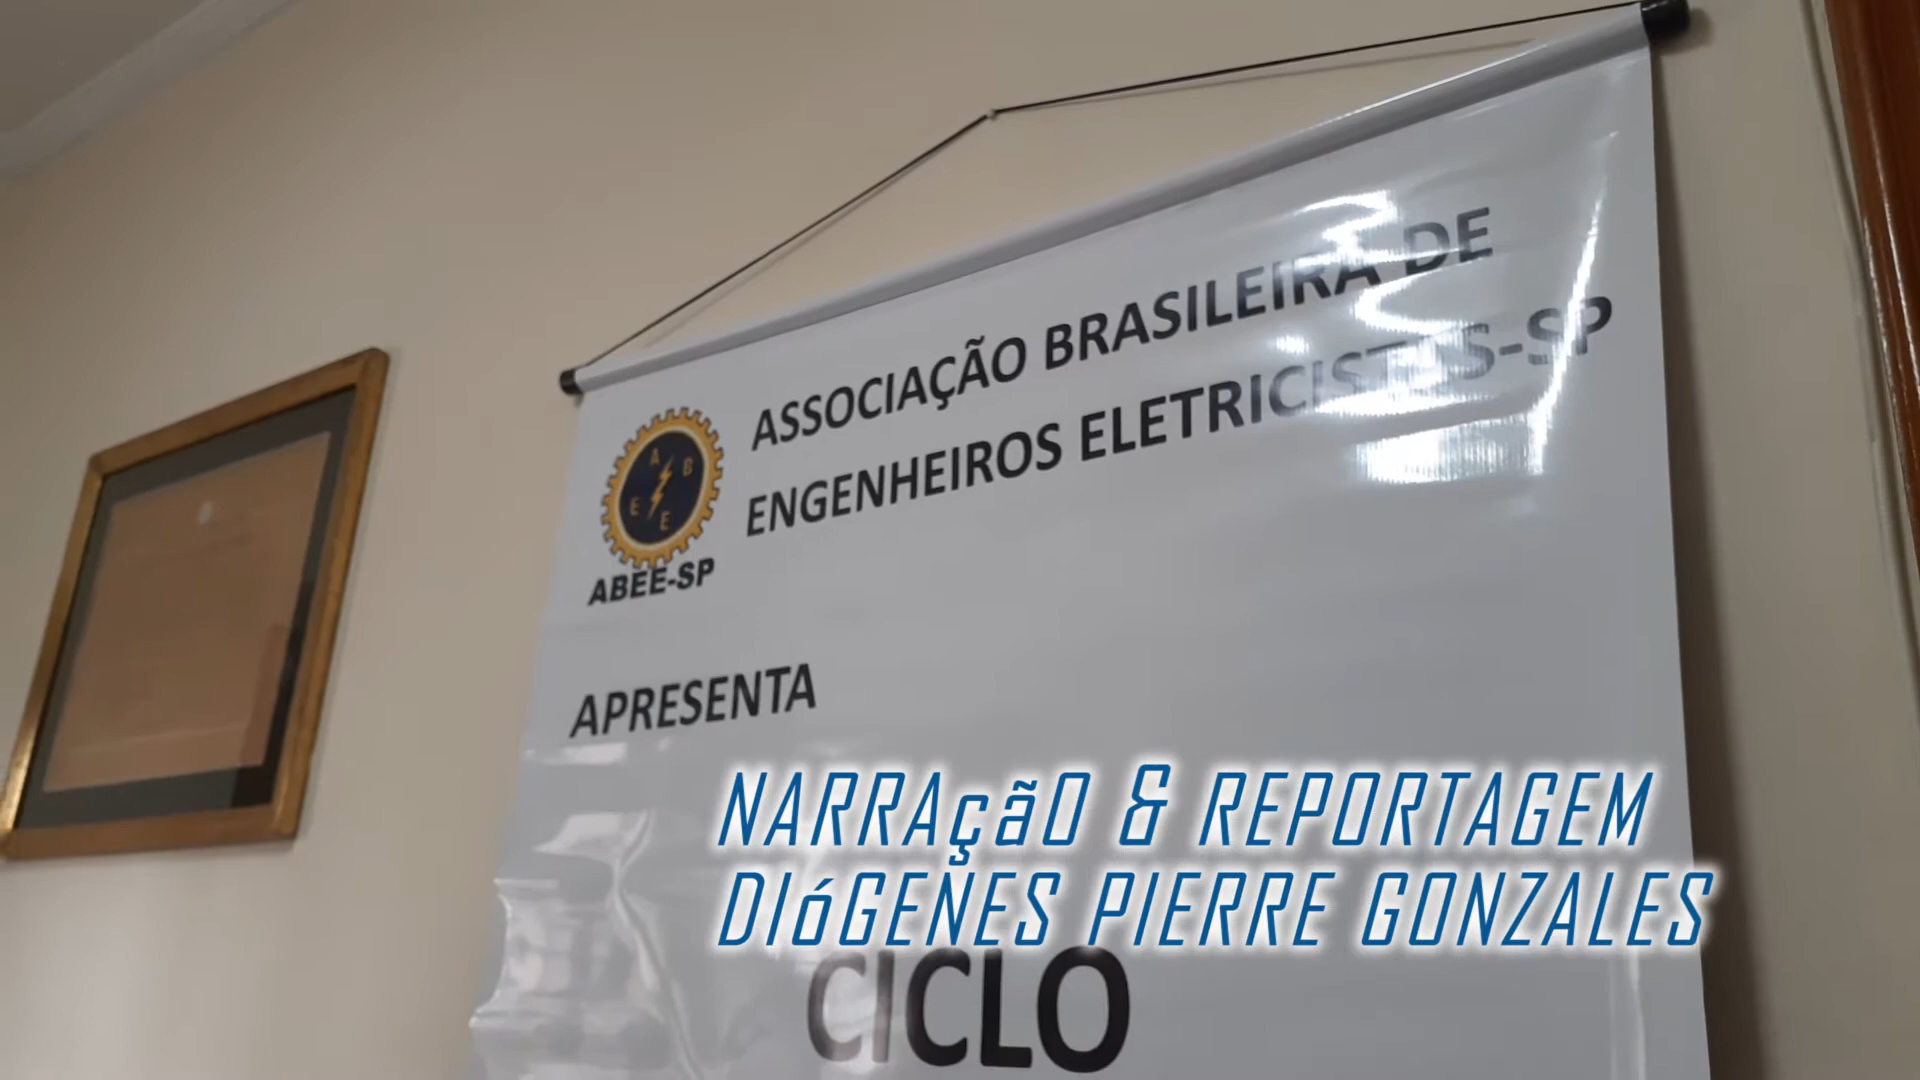 ASSOCIAÇÃO BRASILEIRA DE
ENGENHEIROS ELETRICISTAS-SP
A B E E
ABEE-SP
APRESENTA
NARRAçãO & REPORTAGEM
DIóGENES PIERRE GONZALES
CICLO